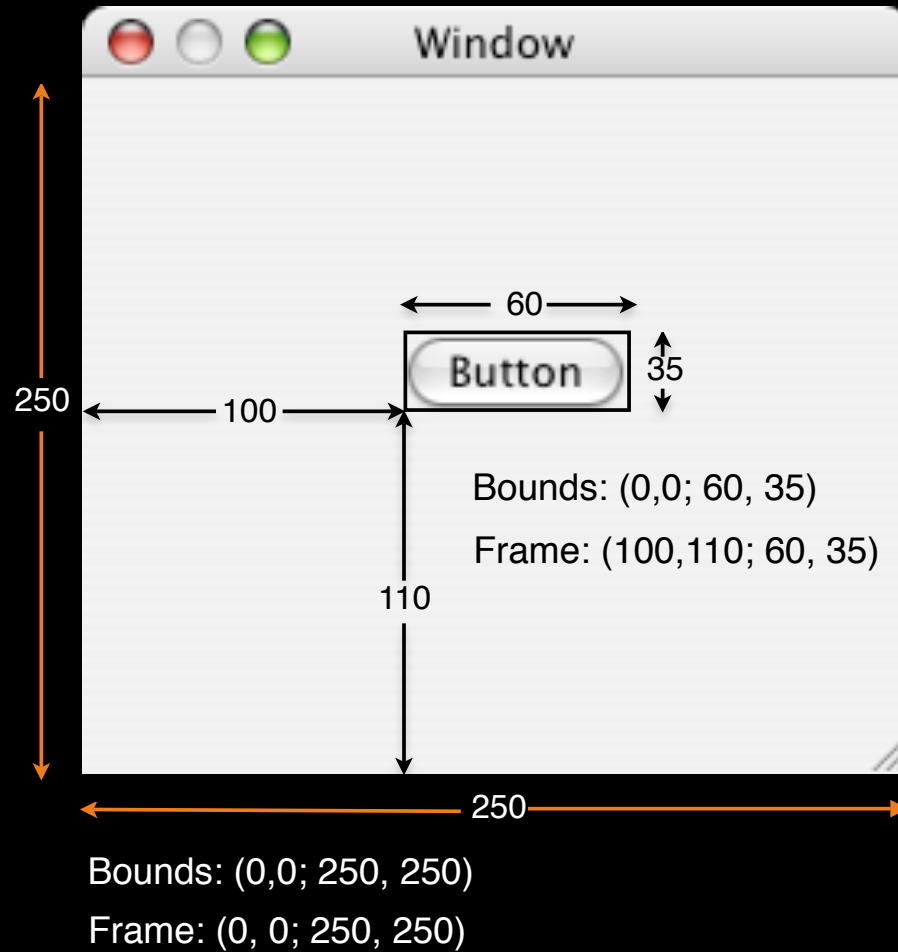 Window
60
Button
35
250
100
Bounds: (0,0; 60, 35)
Frame: (100,110; 60, 35)
110
250
Bounds: (0,0; 250, 250)
Frame: (0, 0; 250, 250)